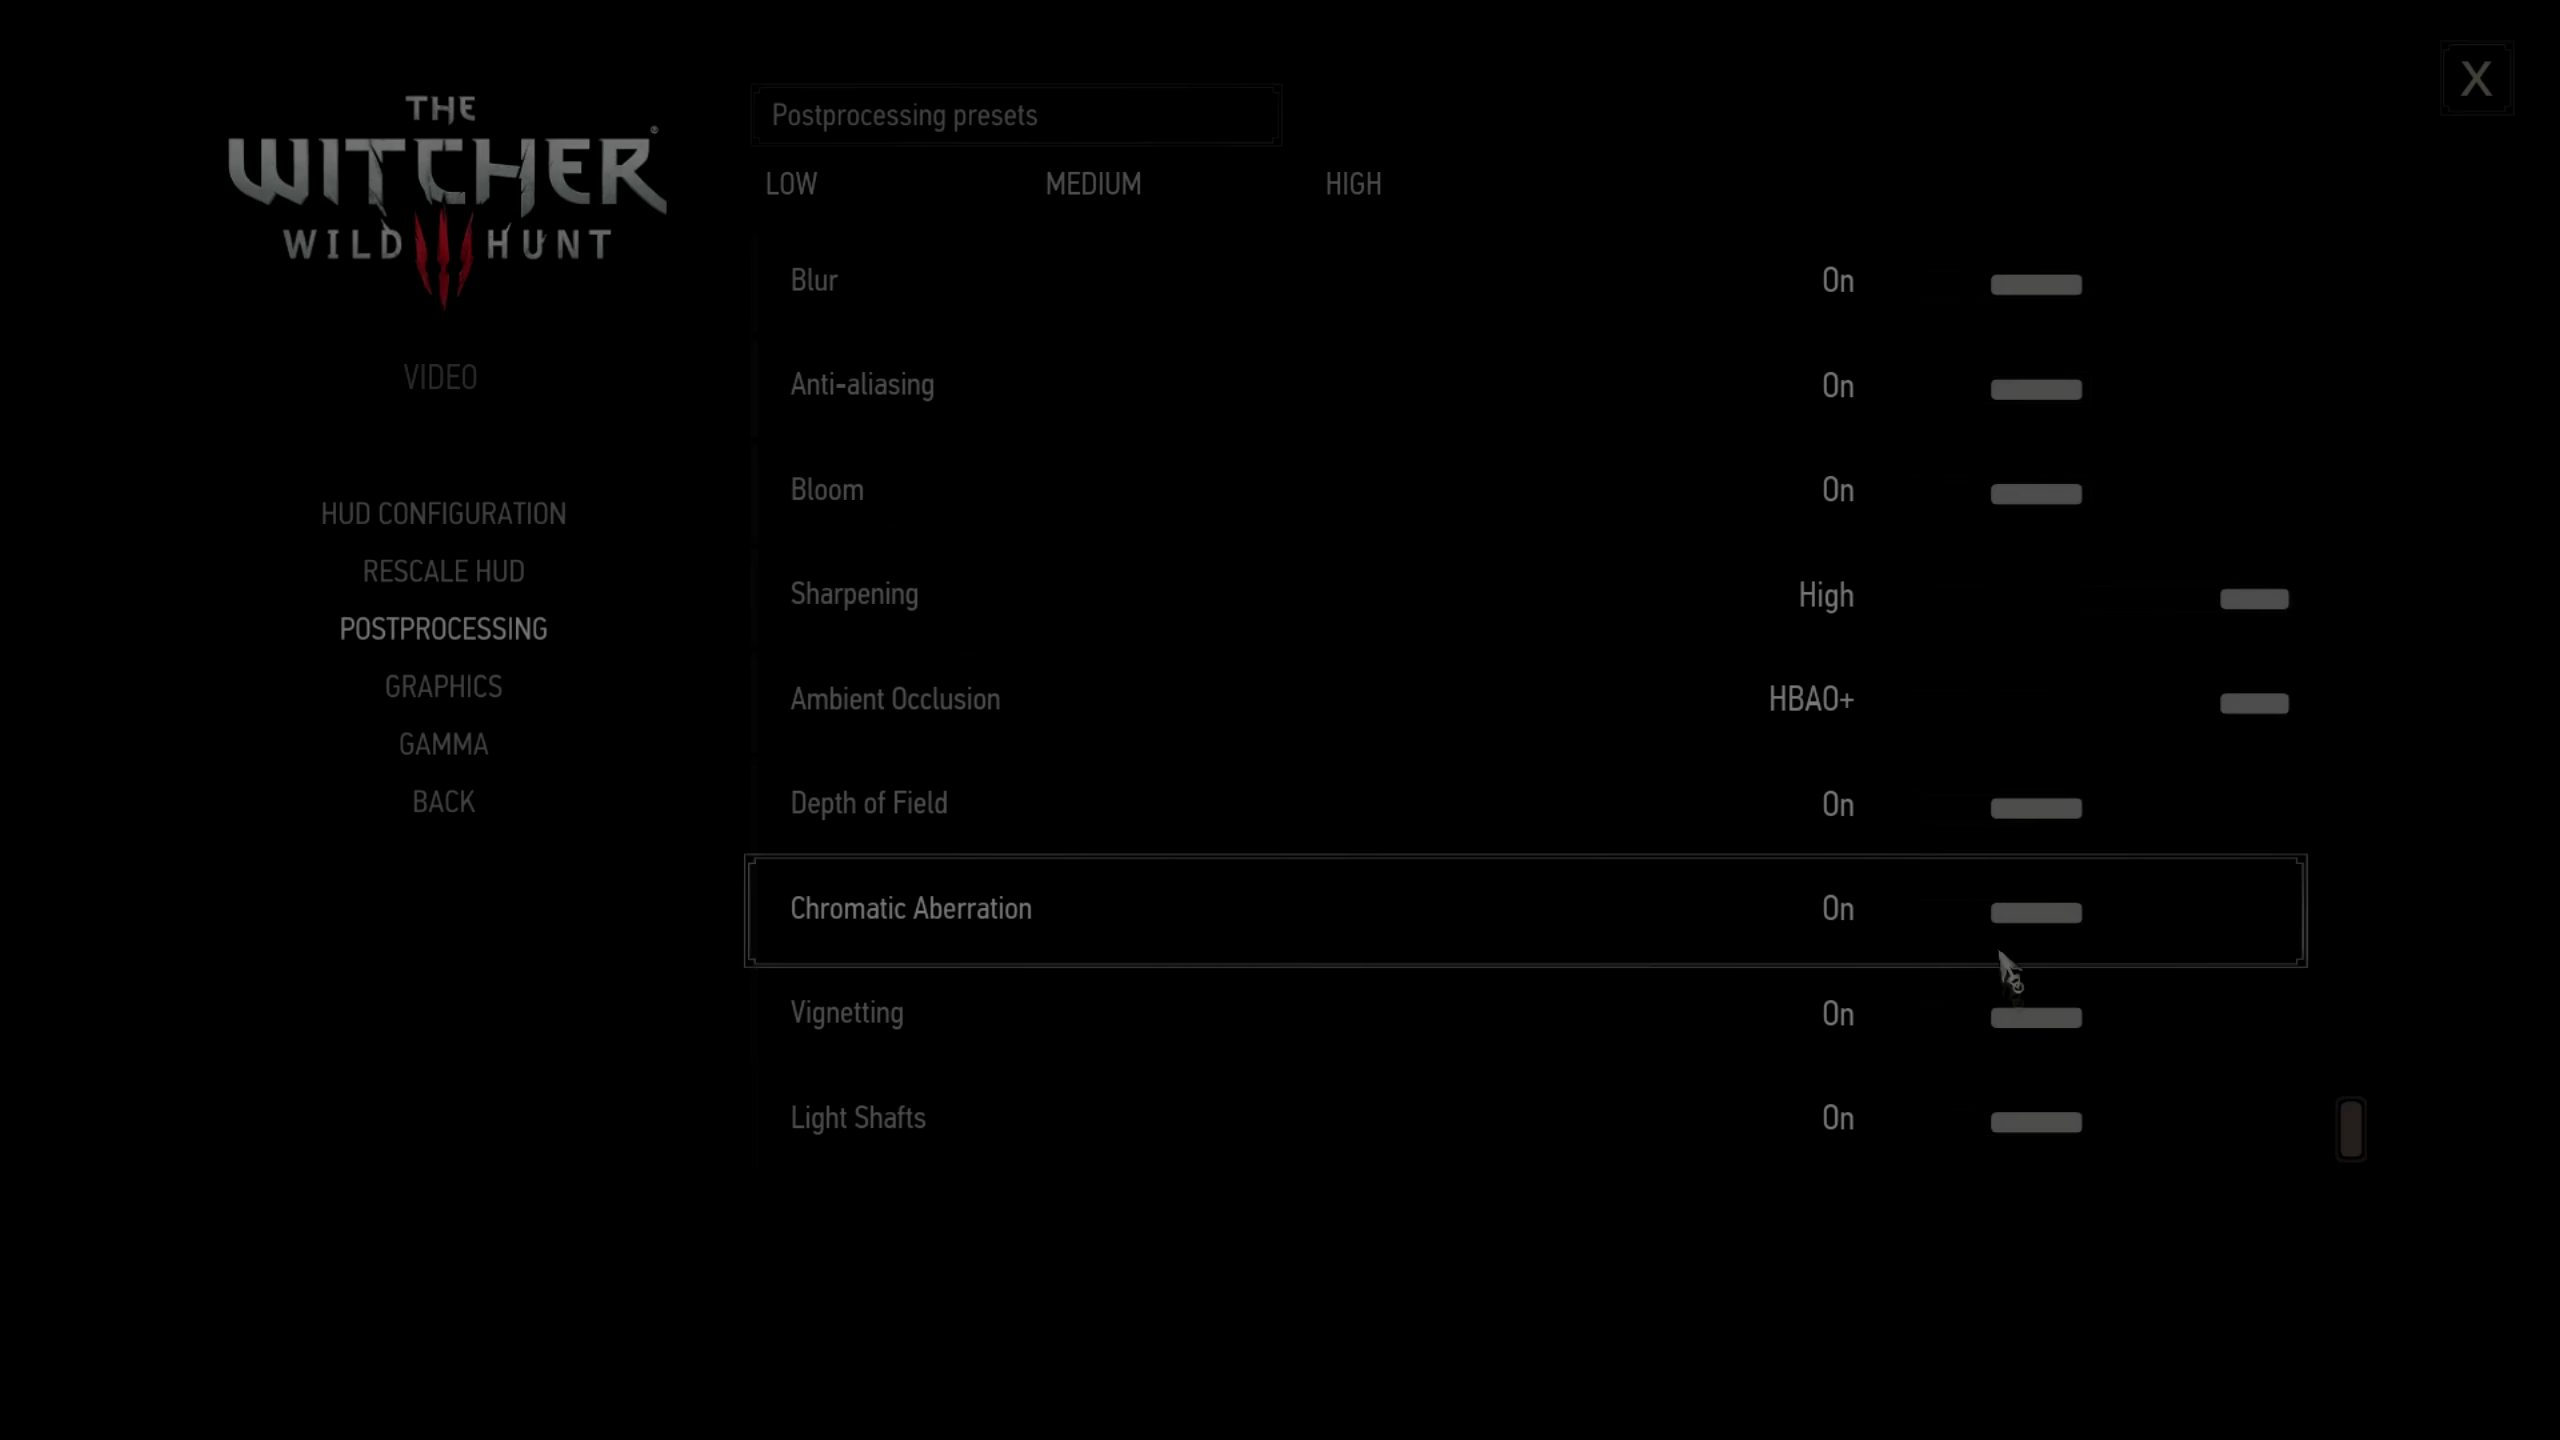 THE
WITCHER®
WILD HUNT
VIDEO
HUD CONFIGURATION
RESCALE HUD
POSTPROCESSING
GRAPHICS
GAMMA
BACK
Postprocessing presets
LOW MEDIUM HIGH
Blur On
Anti-aliasing On
Bloom On
Sharpening High
Ambient Occlusion HBAO+
Depth of Field On
Chromatic Aberration On
Vignetting On
Light Shafts On
X